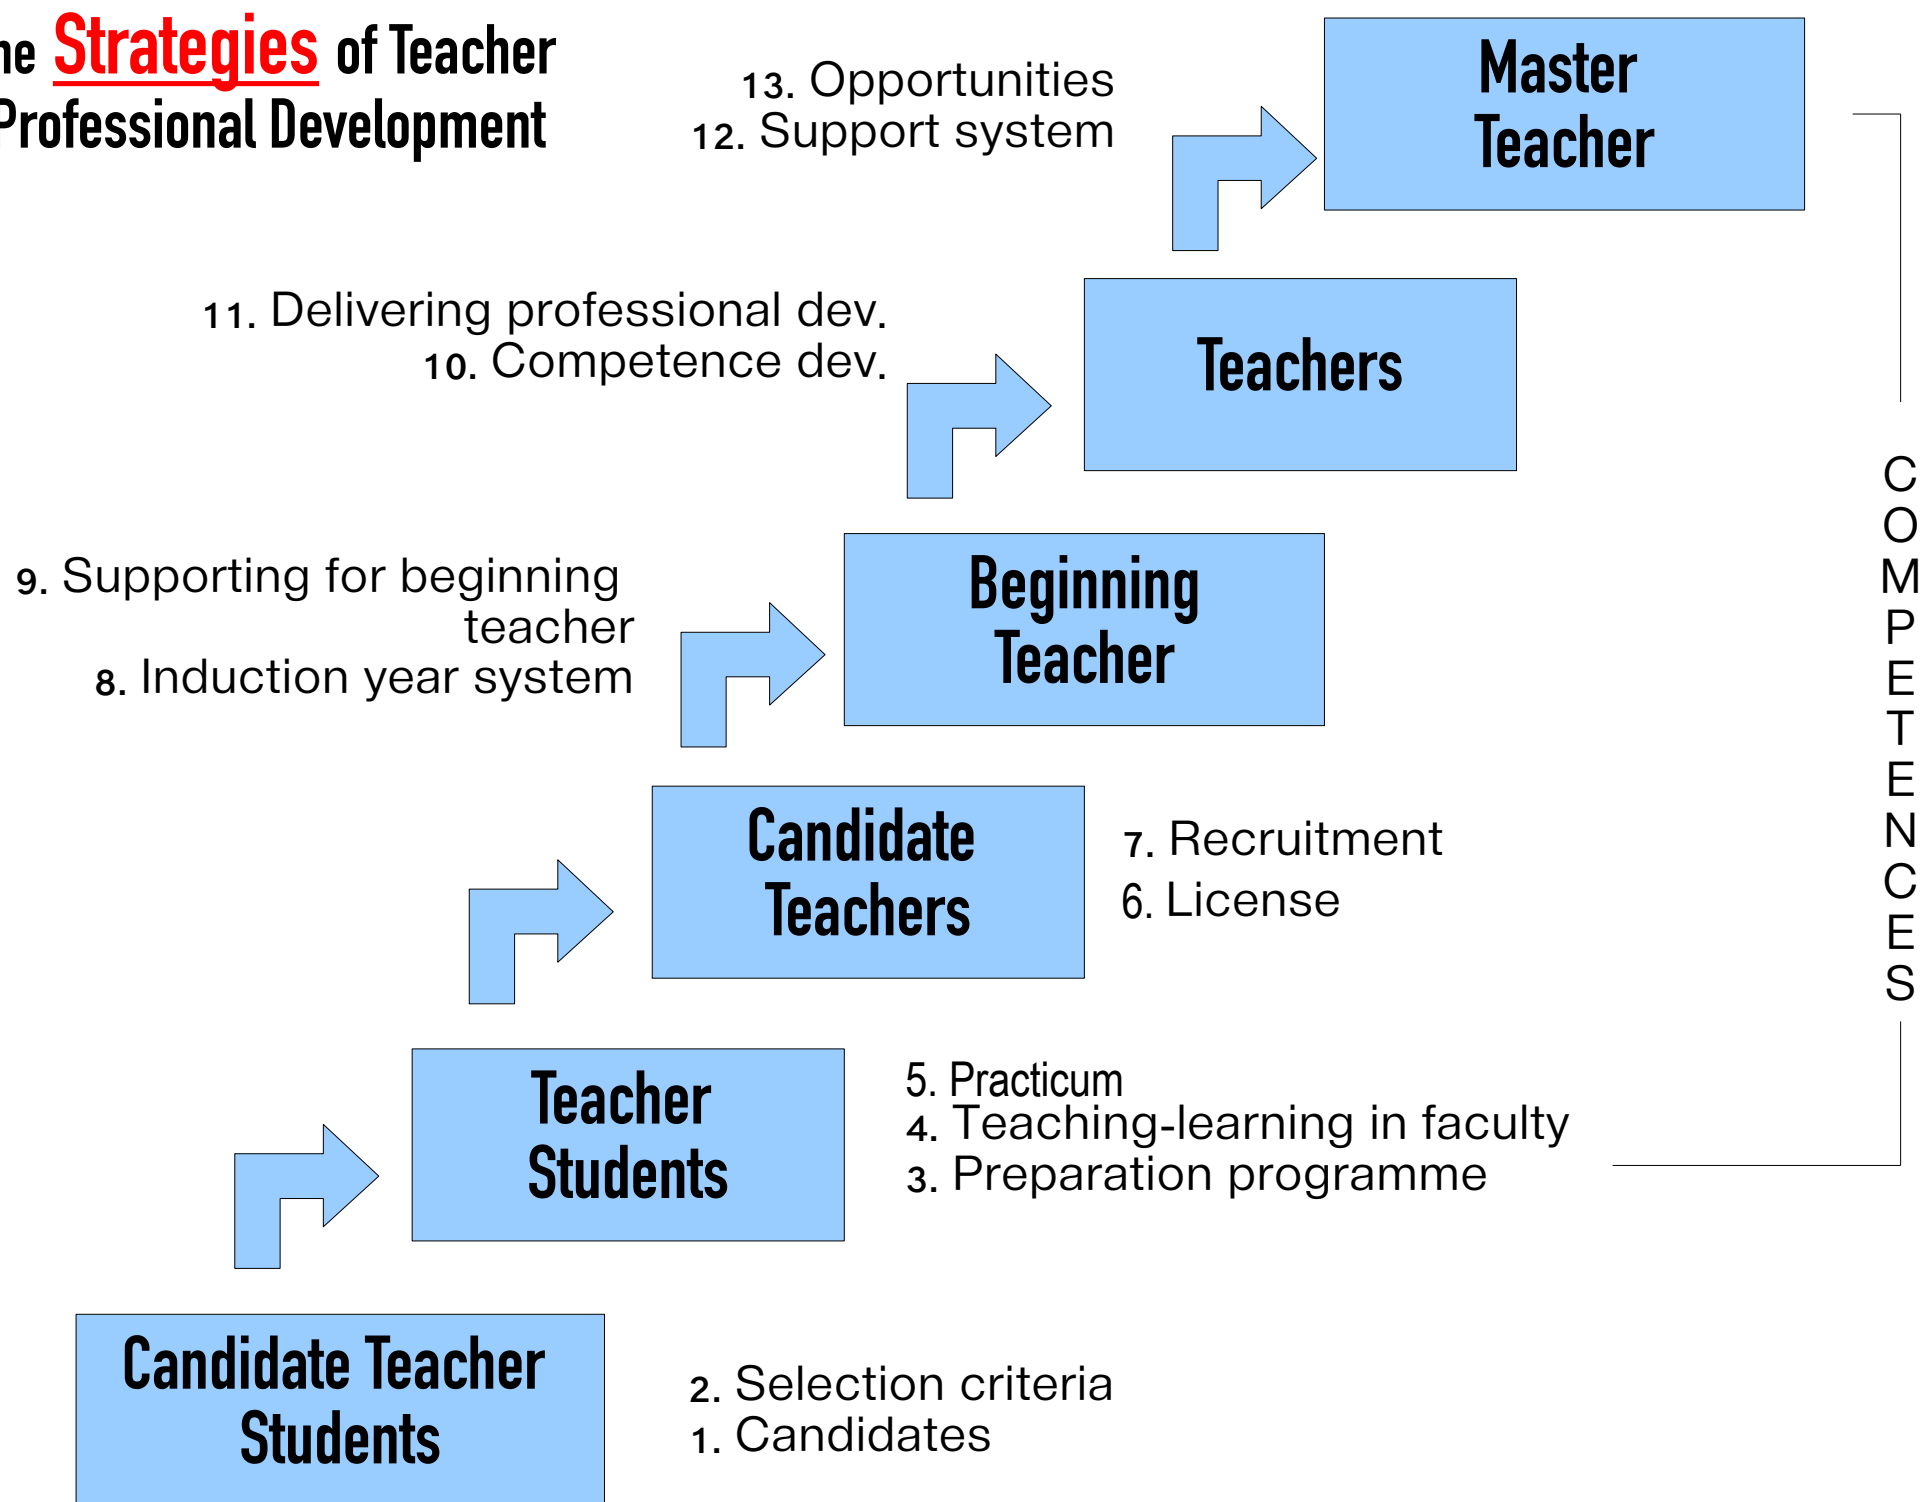 ne Strategies of Teacher
Professional Development
13. Opportunities
12. Support system
Master
Teacher
11. Delivering professional dev.
10. Competence dev.
Teachers
9. Supporting for beginning
teacher
8. Induction year system
Beginning
Teacher
Candidate
Teachers
7. Recruitment
6. License
Teacher
Students
5. Practicum
4. Teaching-learning in faculty
3. Preparation programme
Candidate Teacher
Students
2. Selection criteria
1. Candidates
C
O
M
P
E
T
E
N
C
E
S